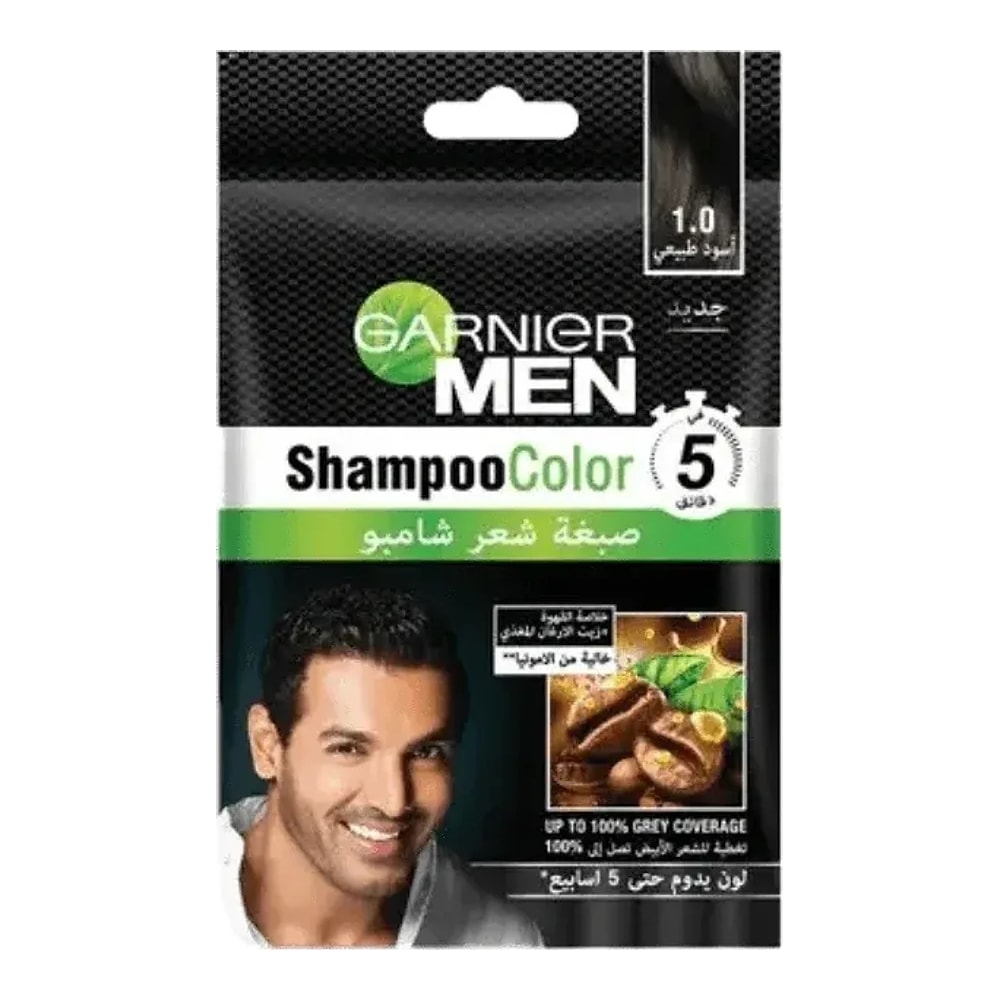 1.0
أسود طبيعي
جديد
GARNIER
MEN
ShampooColor
في
5
دقائق
صبغة شعر شامبو
خلاصة القهوة
+زيت الارغان المغذي
خالية من الامونيا**
UP TO 100% GREY COVERAGE
تغطية للشعر الأبيض تصل إلى 100%
لون يدوم حتى 5 اسابيع*